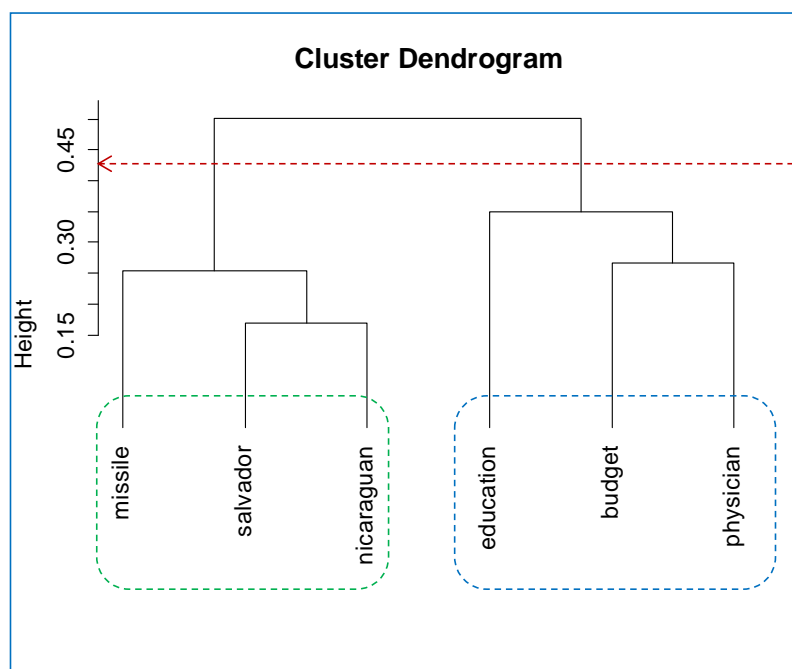 Cluster Dendrogram
Height
0.45
0.30
0.15
missile
salvador
nicaraguan
education
budget
physician